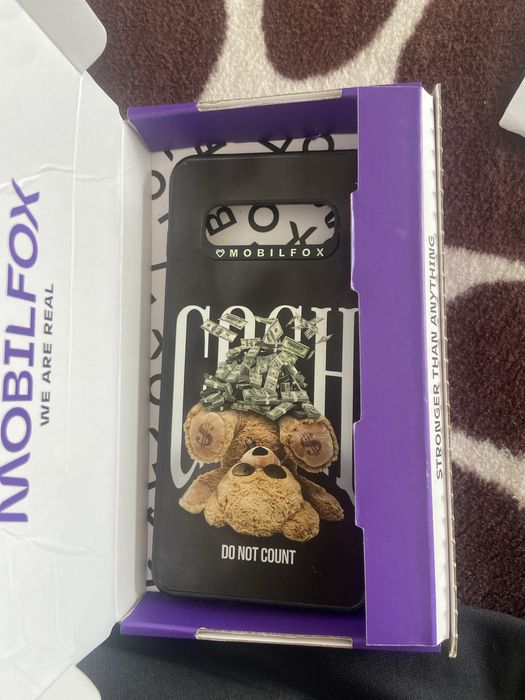 MOBILFOX
WE ARE REAL
MOBILFOX
CASH
DO NOT COUNT
STRONGER THAN ANYTHING